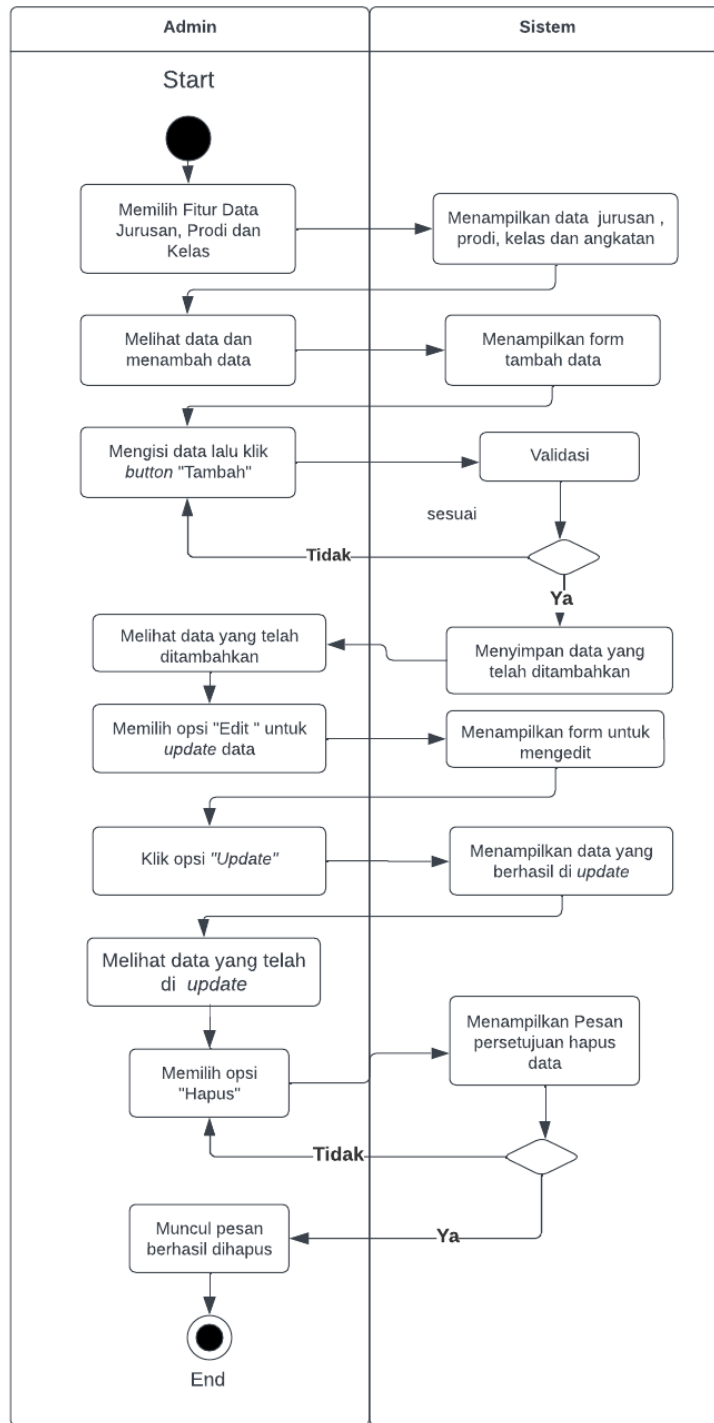 Admin
Sistem
Start
Memilih Fitur Data
Jurusan, Prodi dan
Kelas
Menampilkan data jurusan ,
prodi, kelas dan angkatan
Melihat data dan
menambah data
Menampilkan form
tambah data
Mengisi data lalu klik
button "Tambah"
Validasi
sesuai
Tidak
Ya
Melihat data yang telah
ditambahkan
Menyimpan data yang
telah ditambahkan
Memilih opsi "Edit " untuk
update data
Menampilkan form untuk
mengedit
Klik opsi "Update"
Menampilkan data yang
berhasil di update
Melihat data yang telah
di update
Menampilkan Pesan
persetujuan hapus
data
Memilih opsi
"Hapus"
Tidak
Muncul pesan
berhasil dihapus
Ya
End